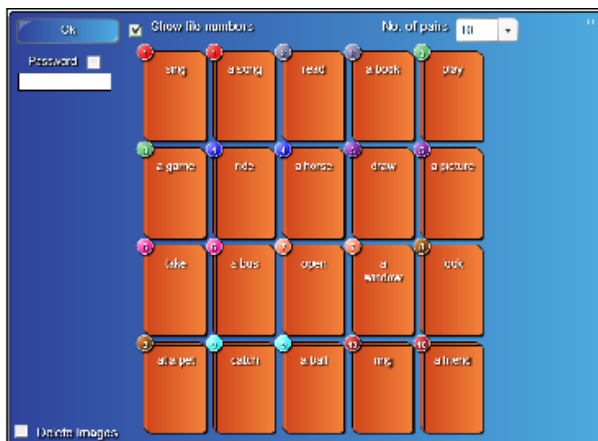 Ok
Show tile numbers
No. of pairs
10
Password
sing
a song
read
a book
play
a game
ride
a horse
draw
a picture
take
a bus
open
a
window
look
at a pet
catch
a ball
ring
a friend
Delete Images